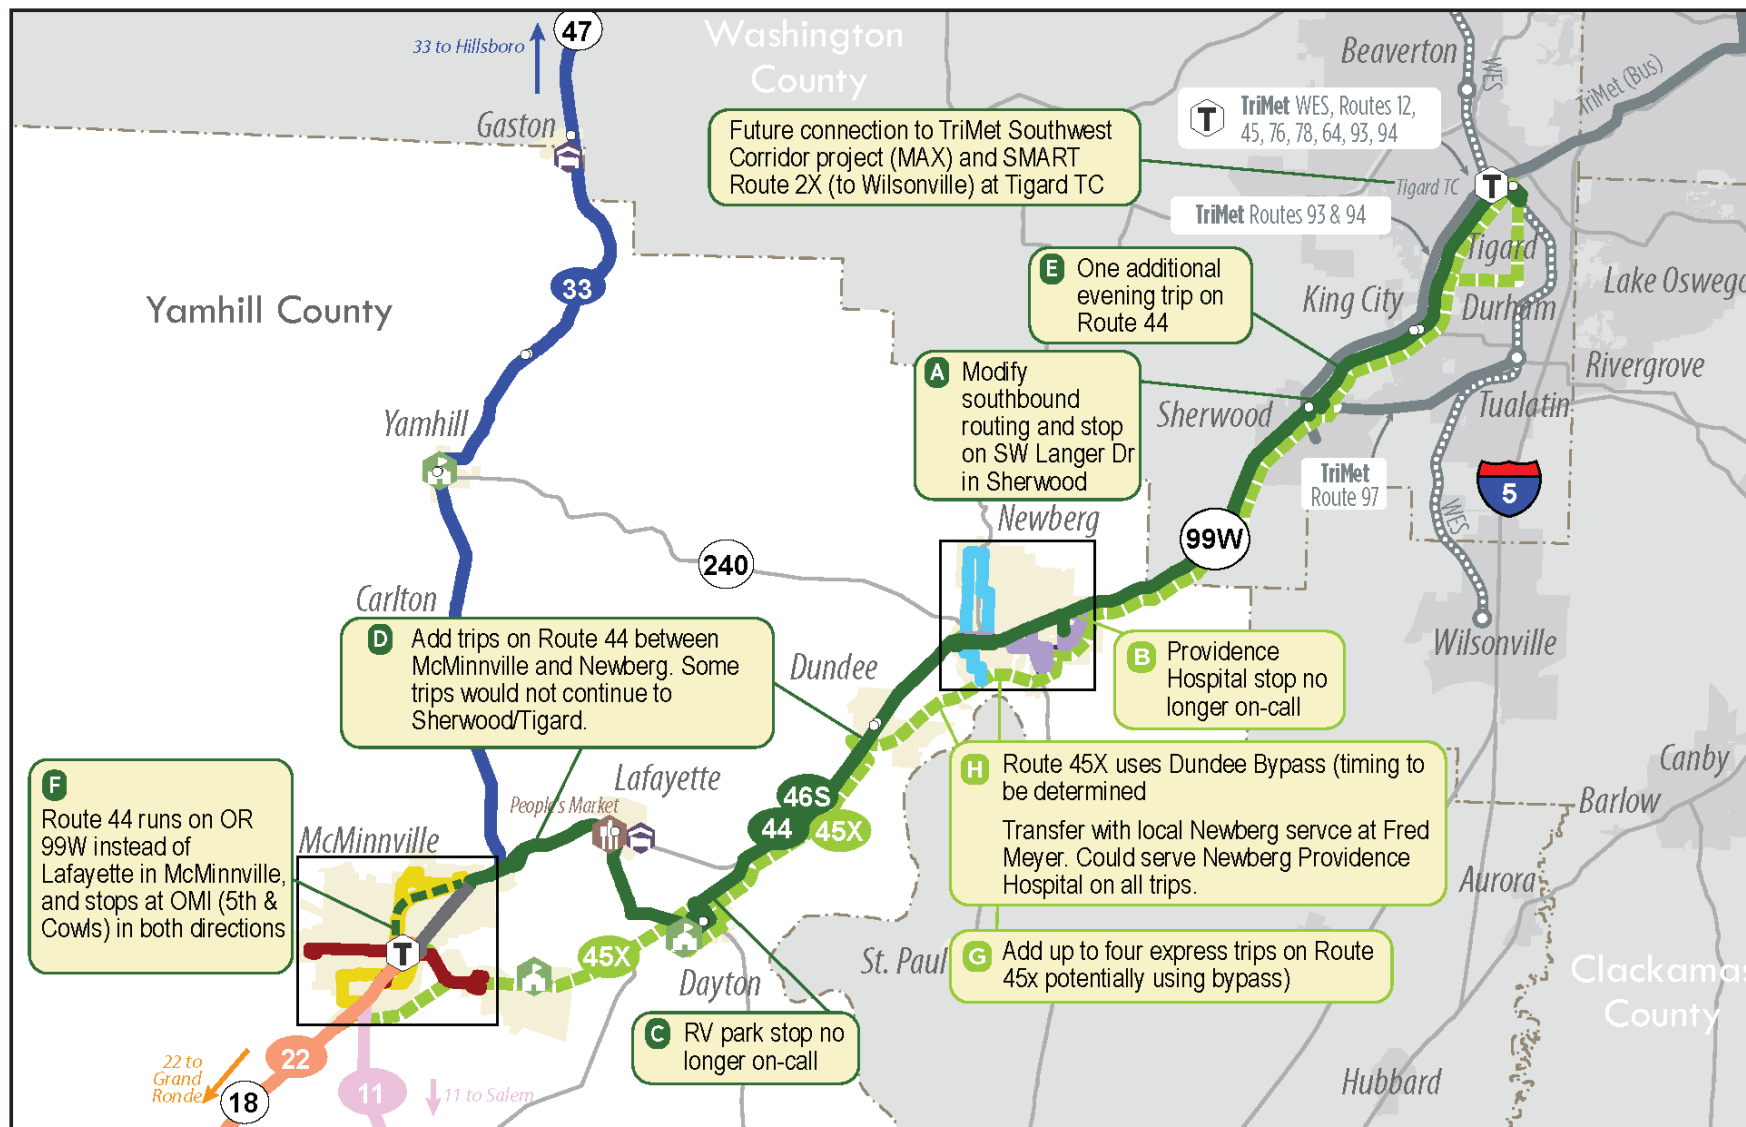 47
33 to Hillsboro
Washington
County
Beaverton
WES
TriMet (Bus)
TriMet WES, Routes 12,
45, 76, 78, 64, 93, 94
T
Gaston
Future connection to TriMet Southwest
Corridor project (MAX) and SMART
Route 2X (to Wilsonville) at Tigard TC
Tigard TC
T
TriMet Routes 93 & 94
Tigard
Lake Oswego
E One additional
evening trip on
Route 44
King City
Durham
33
Yamhill County
A Modify
southbound
routing and stop
on SW Langer Dr
in Sherwood
Rivergrove
Sherwood
Tualatin
Yamhill
TriMet
Route 97
5
WES
Newberg
99W
240
Carlton
D Add trips on Route 44 between
McMinnville and Newberg. Some
trips would not continue to
Sherwood/Tigard.
Dundee
B Providence
Hospital stop no
longer on-call
Wilsonville
H Route 45X uses Dundee Bypass (timing to
be determined
Transfer with local Newberg servce at Fred
Meyer. Could serve Newberg Providence
Hospital on all trips.
Canby
Barlow
F
Route 44 runs on OR
99W instead of
Lafayette in McMinnville,
and stops at OMI (5th &
Cowls) in both directions
Lafayette
People's Market
46S
44
45X
McMinnville
Aurora
T
45X
Dayton
St. Paul
G Add up to four express trips on Route
45x potentially using bypass)
Clackamas
County
C RV park stop no
longer on-call
22 to
Grand
Ronde
22
18
11
11 to Salem
Hubbard